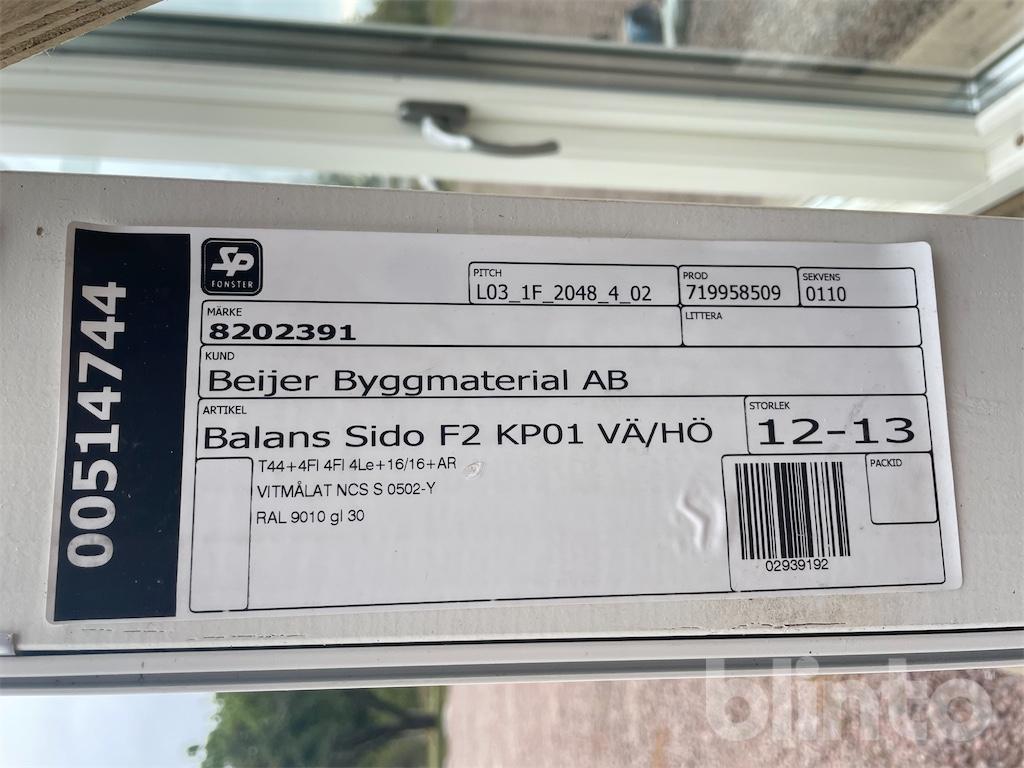 00514744
SP
FÖNSTER
PITCH
L03_1F_2048_4_02
PROD
719958509
SEKVENS
0110
MÄRKE
8202391
LITTERA
KUND
Beijer Byggmaterial AB
ARTIKEL
Balans Sido F2 KP01 VÄ/HÖ
STORLEK
12-13
T44+4Fl 4Fl 4Le+16/16+AR
VITMÅLAT NCS S 0502-Y
RAL 9010 gl 30
PACKID
02939192
blinto